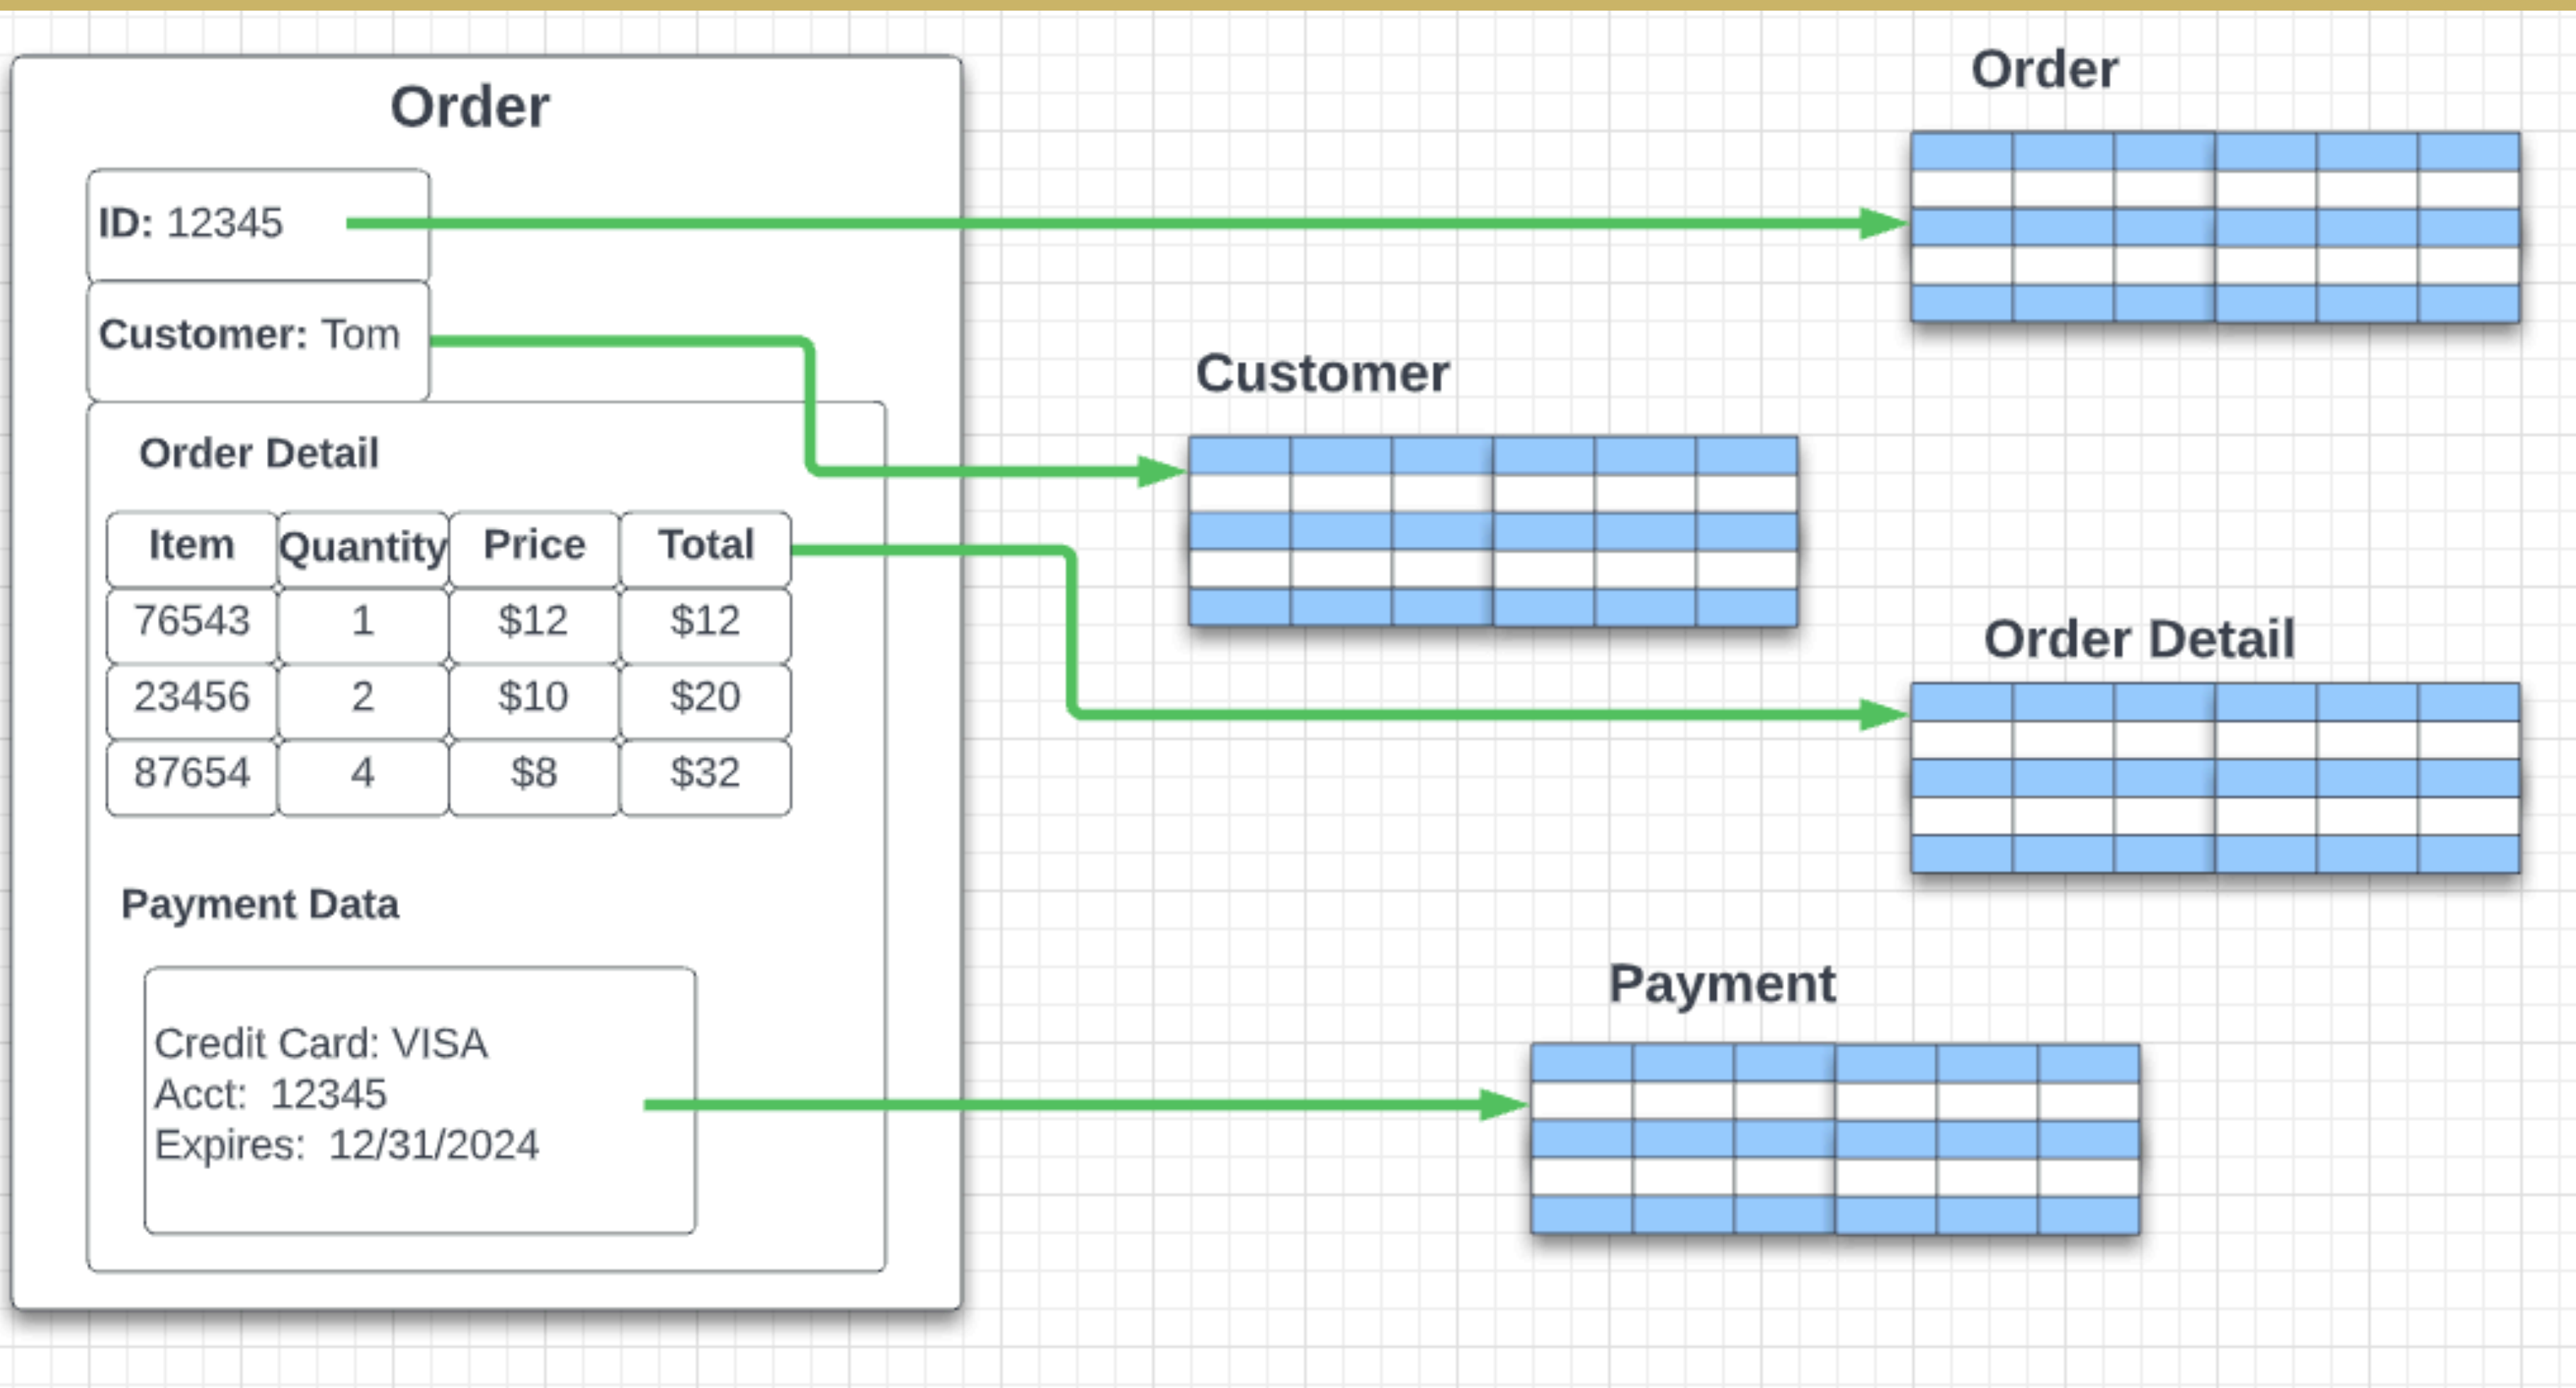 Order
ID: 12345
Customer: Tom
Order Detail
Item Quantity Price Total
76543 1 $12 $12
23456 2 $10 $20
87654 4 $8 $32
Payment Data
Credit Card: VISA
Acct: 12345
Expires: 12/31/2024
Order
Customer
Order Detail
Payment